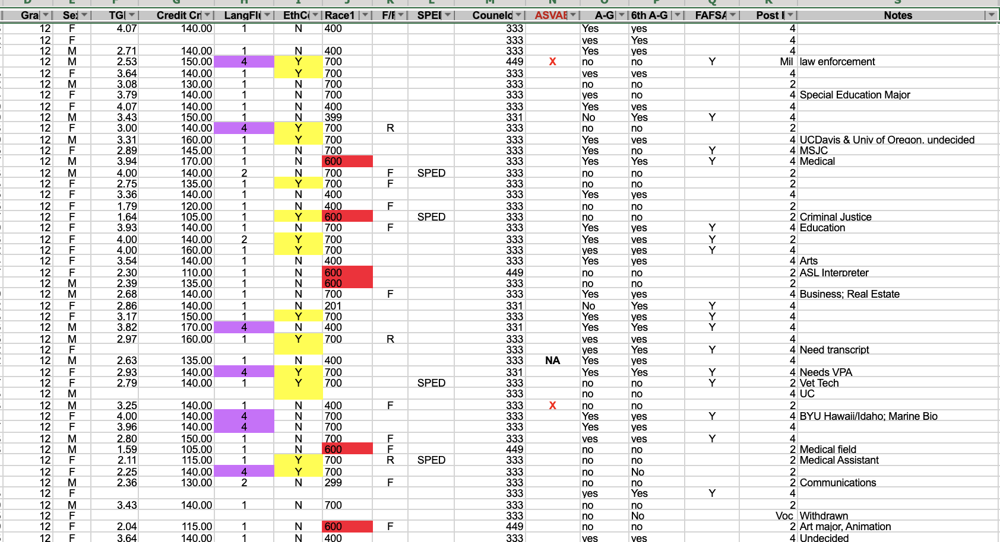 Gra Sex TGI Credit Cr LangFlu EthCo Race1 F/F SPEI Counelo ASVAE A-G 6th A-G FAFSA Post I Notes
12 F 4.07 140.00 1 N 400 333 Yes yes 4
12 F 333 yes Yes 4
12 M 2.71 140.00 1 N 400 333 Yes yes 4
12 M 2.53 150.00 4 Y 700 449 X no no Y Mil law enforcement
12 F 3.64 140.00 1 Y 700 333 yes yes 4
12 M 3.08 130.00 1 N 700 333 no no 2
12 F 3.79 140.00 1 N 700 333 yes no 4 Special Education Major
12 F 4.07 140.00 1 N 400 333 Yes yes 4
12 M 3.43 150.00 1 N 399 331 No Yes Y 4
12 F 3.00 140.00 4 Y 700 R 333 no no 2
12 M 3.31 160.00 1 Y 700 333 Yes yes 4 UCDavis & Univ of Oregon, undecided
12 F 2.89 145.00 1 N 700 333 Yes no Y 4 MSJC
12 M 3.94 170.00 1 N 600 333 Yes Yes Y 4 Medical
12 M 4.00 140.00 2 N 700 F SPED 333 no no 2
12 F 2.75 135.00 1 Y 700 F 333 no no 2
12 F 3.36 140.00 1 N 400 333 Yes yes 4
12 F 1.79 120.00 1 N 400 F 333 no no 2
12 F 1.64 105.00 1 Y 600 SPED 333 no no 2 Criminal Justice
12 F 3.93 140.00 1 N 700 F 333 Yes yes Y 4 Education
12 F 4.00 140.00 2 Y 700 333 Yes yes Y 2
12 F 4.00 160.00 1 Y 700 333 yes yes Y 4
12 F 3.54 140.00 1 N 400 333 Yes yes 4 Arts
12 F 2.30 110.00 1 N 600 449 no no 2 ASL Interpreter
12 M 2.39 135.00 1 N 600 333 no no 2
12 M 2.68 140.00 1 N 700 F 333 Yes yes 4 Business; Real Estate
12 F 2.86 140.00 1 N 201 331 No Yes Y 4
12 F 3.17 150.00 1 Y 700 333 Yes yes Y 4
12 M 3.82 170.00 4 N 400 331 Yes Yes Y 4
12 M 2.97 160.00 1 Y 700 R 333 yes yes 4
12 F 333 yes Yes Y 4 Need transcript
12 M 2.63 135.00 1 N 400 333 NA Yes yes 4
12 F 2.93 140.00 4 Y 700 331 Yes Yes Y 4 Needs VPA
12 F 2.79 140.00 1 Y 700 SPED 333 no no Y 2 Vet Tech
12 M 333 no no 4 UC
12 M 3.25 140.00 1 N 400 F 333 X no no 2
12 F 4.00 140.00 4 N 700 333 Yes yes Y 4 BYU Hawaii/Idaho; Marine Bio
12 F 3.96 140.00 4 N 700 333 Yes yes 4
12 M 2.80 150.00 1 N 700 F 333 yes yes Y 4
12 M 1.59 105.00 1 N 600 F 449 no no 2 Medical field
12 F 2.11 115.00 1 Y 700 R SPED 333 no no 2 Medical Assistant
12 F 2.25 140.00 4 Y 700 333 no No 2
12 M 2.36 130.00 2 N 299 F 333 no no 2 Communications
12 F 333 yes Yes Y 4
12 M 3.43 140.00 1 N 700 333 no no 2
12 F 333 no No Voc Withdrawn
12 F 2.04 115.00 1 N 600 F 449 no no 2 Art major, Animation
12 F 3.64 140.00 1 N 400 333 yes yes 4 Undecided